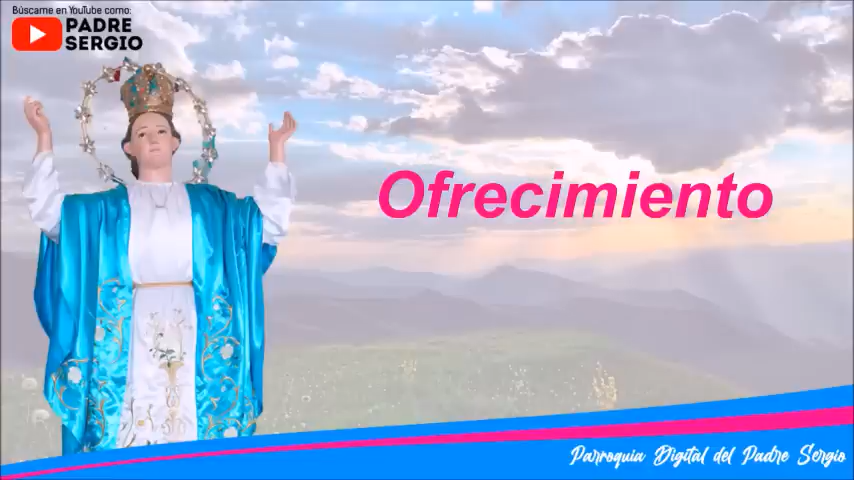 Búscame en YouTube como:
PADRE
SERGIO
Ofrecimiento
Parroquia Digital del Padre Sergio